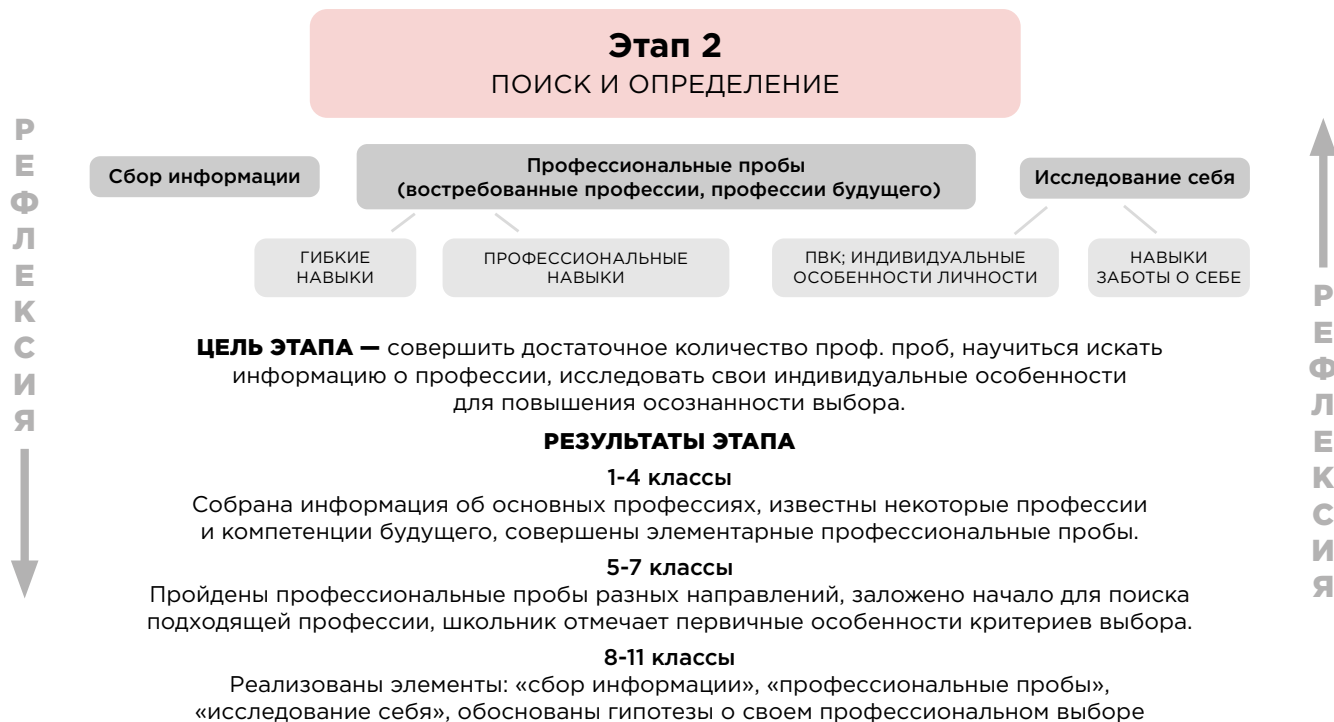 Этап 2
ПОИСК И ОПРЕДЕЛЕНИЕ
РЕФЛЕКСИЯ
Сбор информации
Профессиональные пробы
(востребованные профессии, профессии будущего)
Исследование себя
ГИБКИЕ
НАВЫКИ
ПРОФЕССИОНАЛЬНЫЕ
НАВЫКИ
ПВК; ИНДИВИДУАЛЬНЫЕ
ОСОБЕННОСТИ ЛИЧНОСТИ
НАВЫКИ
ЗАБОТЫ О СЕБЕ
РЕФЛЕКСИЯ
ЦЕЛЬ ЭТАПА — совершить достаточное количество проф. проб, научиться искать
информацию о профессии, исследовать свои индивидуальные особенности
для повышения осознанности выбора.
РЕЗУЛЬТАТЫ ЭТАПА
1-4 классы
Собрана информация об основных профессиях, известны некоторые профессии
и компетенции будущего, совершены элементарные профессиональные пробы.
5-7 классы
Пройдены профессиональные пробы разных направлений, заложено начало для поиска
подходящей профессии, школьник отмечает первичные особенности критериев выбора.
8-11 классы
Реализованы элементы: «сбор информации», «профессиональные пробы»,
«исследование себя», обоснованы гипотезы о своем профессиональном выборе